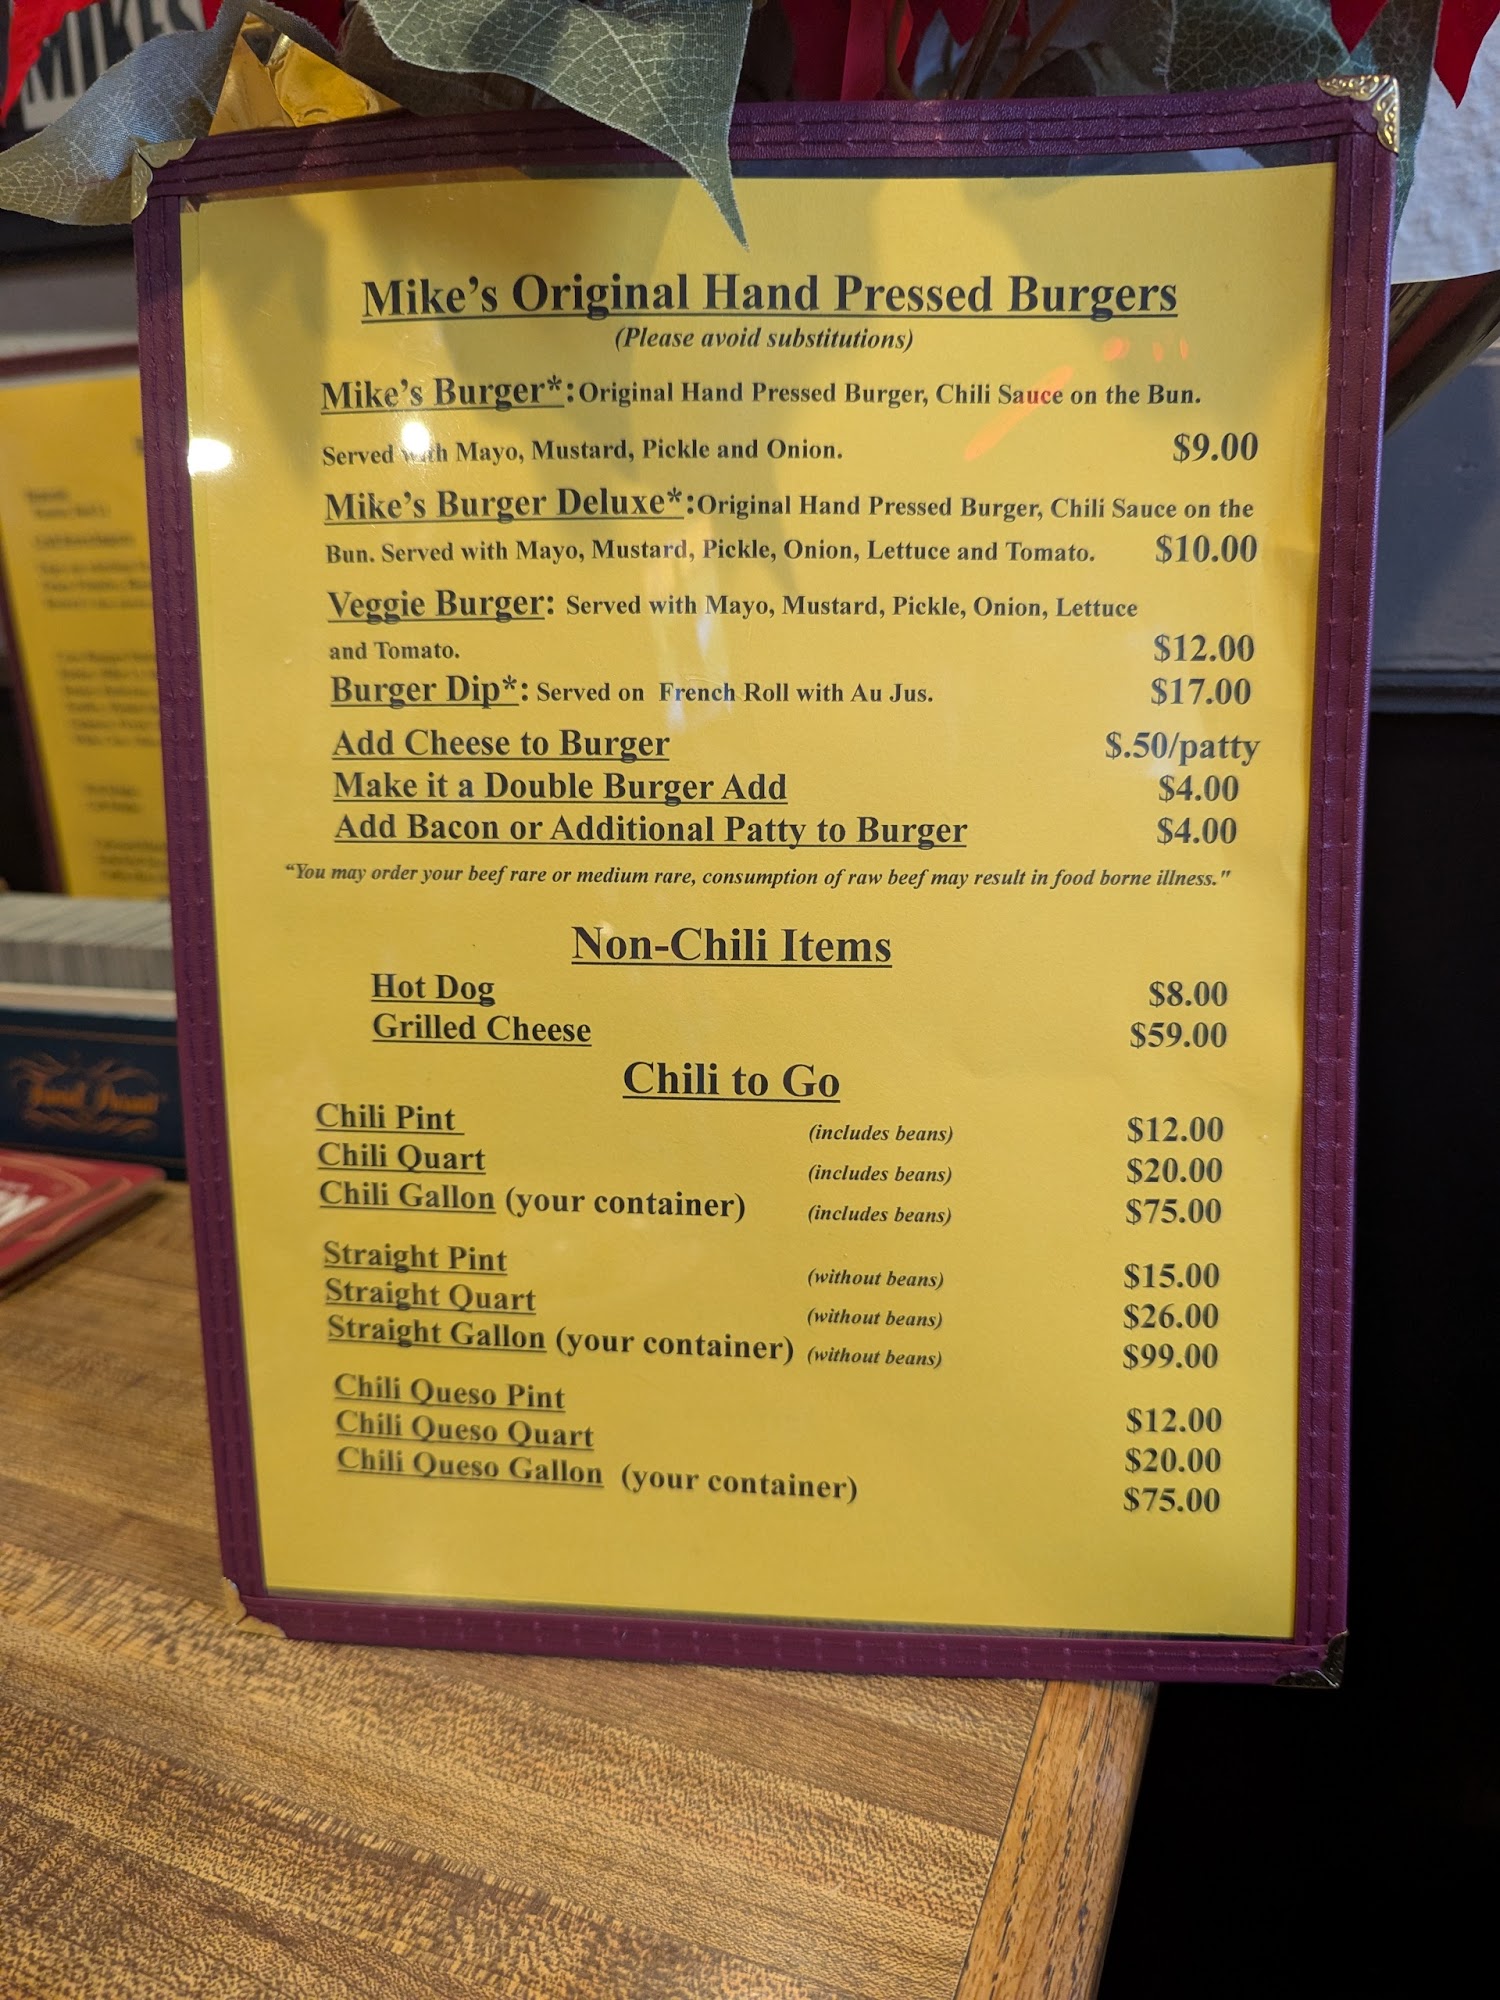 MIKES
Mike's Original Hand Pressed Burgers
(Please avoid substitutions)
Mike's Burger*: Original Hand Pressed Burger, Chili Sauce on the Bun.
Served with Mayo, Mustard, Pickle and Onion. $9.00
Mike's Burger Deluxe*: Original Hand Pressed Burger, Chili Sauce on the
Bun. Served with Mayo, Mustard, Pickle, Onion, Lettuce and Tomato. $10.00
Veggie Burger: Served with Mayo, Mustard, Pickle, Onion, Lettuce
and Tomato. $12.00
Burger Dip*: Served on French Roll with Au Jus. $17.00
Add Cheese to Burger $.50/patty
Make it a Double Burger Add $4.00
Add Bacon or Additional Patty to Burger $4.00
"You may order your beef rare or medium rare, consumption of raw beef may result in food borne illness."
Non-Chili Items
Hot Dog $8.00
Grilled Cheese $59.00
Chili to Go
Chili Pint (includes beans) $12.00
Chili Quart (includes beans) $20.00
Chili Gallon (your container) (includes beans) $75.00
Straight Pint (without beans) $15.00
Straight Quart (without beans) $26.00
Straight Gallon (your container) (without beans) $99.00
Chili Queso Pint $12.00
Chili Queso Quart $20.00
Chili Queso Gallon (your container) $75.00